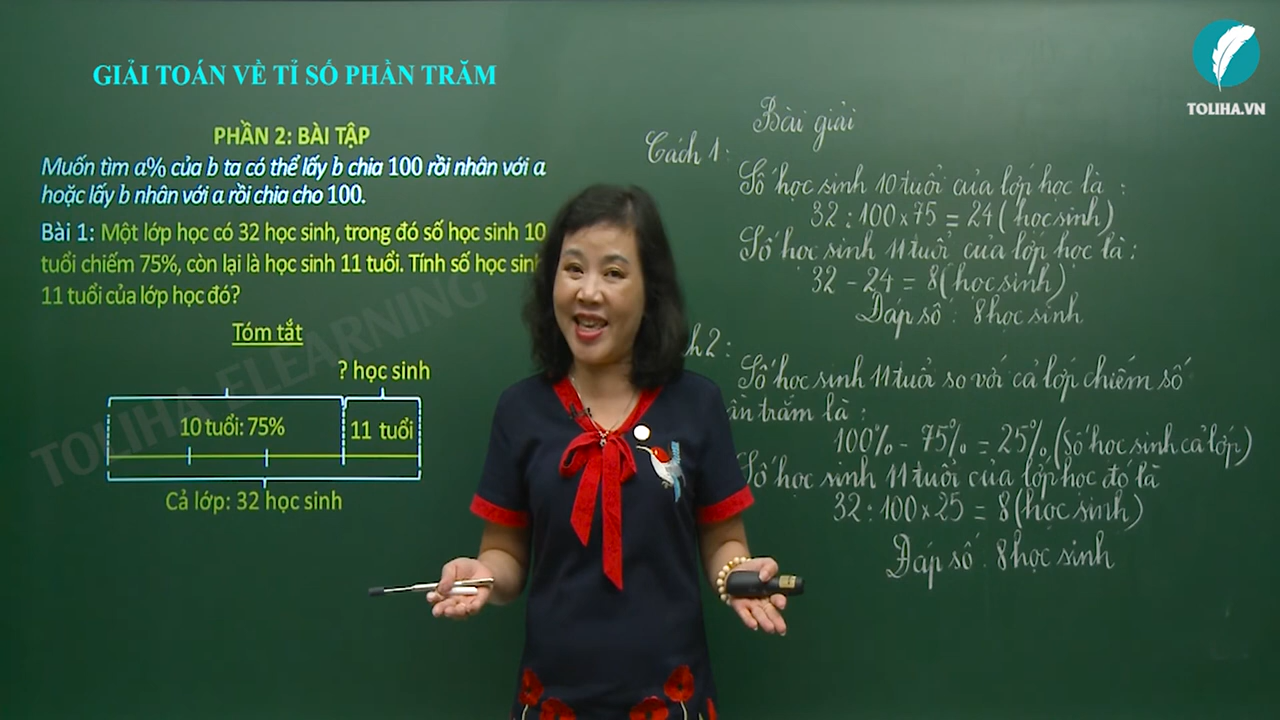 GIẢI TOÁN VỀ TỈ SỐ PHẦN TRĂM
TOLIHA.VN
PHẦN 2: BÀI TẬP
Muốn tìm a% của b ta có thể lấy b chia 100 rồi nhân với a
hoặc lấy b nhân với a rồi chia cho 100.
Bài 1: Một lớp học có 32 học sinh, trong đó số học sinh 10
tuổi chiếm 75%, còn lại là học sinh 11 tuổi. Tính số học sinh
11 tuổi của lớp học đó?
Tóm tắt
? học sinh
10 tuổi: 75%
11 tuổi
Cả lớp: 32 học sinh
TOLIHA ELEARNING
Bài giải
Cách 1:
Số học sinh 10 tuổi của lớp học là :
32 : 100 x 75 = 24 ( học sinh)
Số học sinh 11 tuổi của lớp học là :
32 - 24 = 8 (học sinh)
Đáp số : 8 học sinh
2 :
Số học sinh 11 tuổi so với cả lớp chiếm số
trăm là :
100% - 75% = 25% (Số học sinh cả lớp)
Số học sinh 11 tuổi của lớp học đó là
32 : 100 x 25 = 8 (học sinh)
Đáp số : 8 học sinh